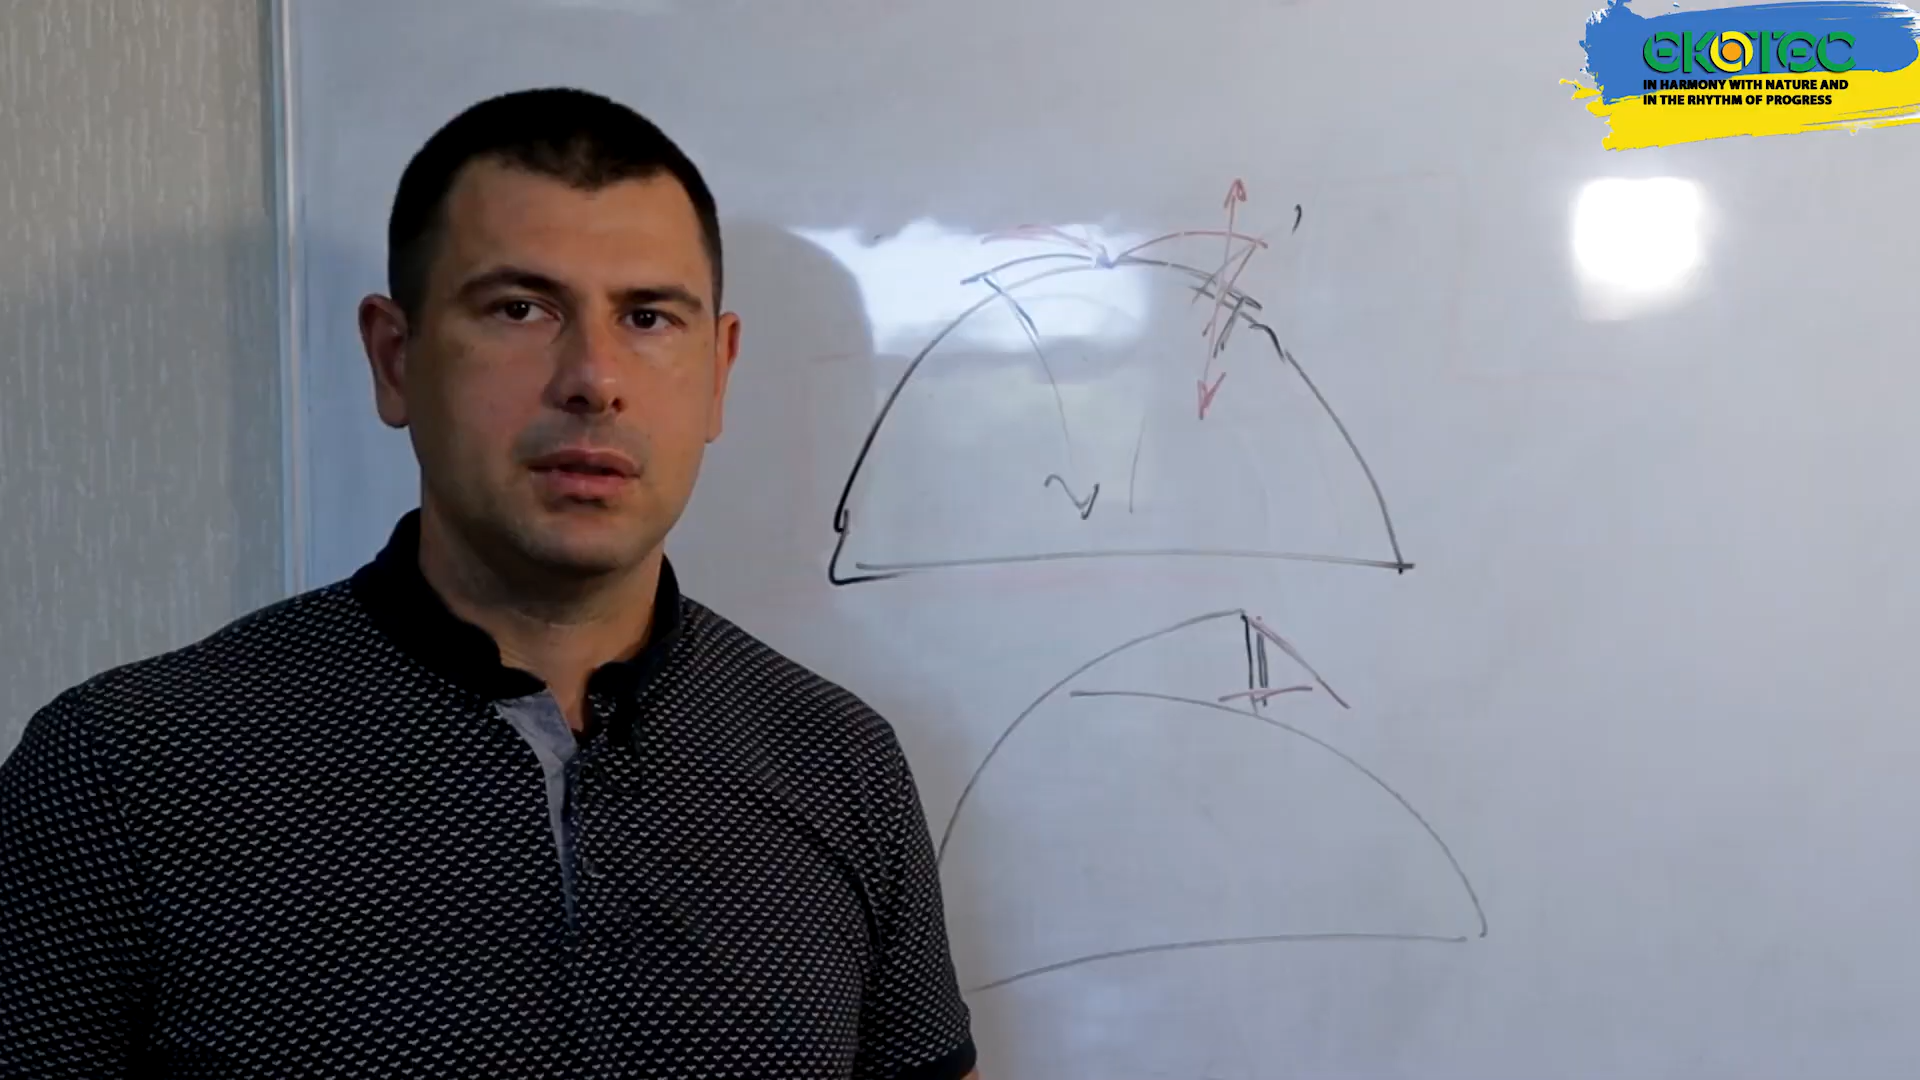 EKOTEC
IN HARMONY WITH NATURE AND
IN THE RHYTHM OF PROGRESS